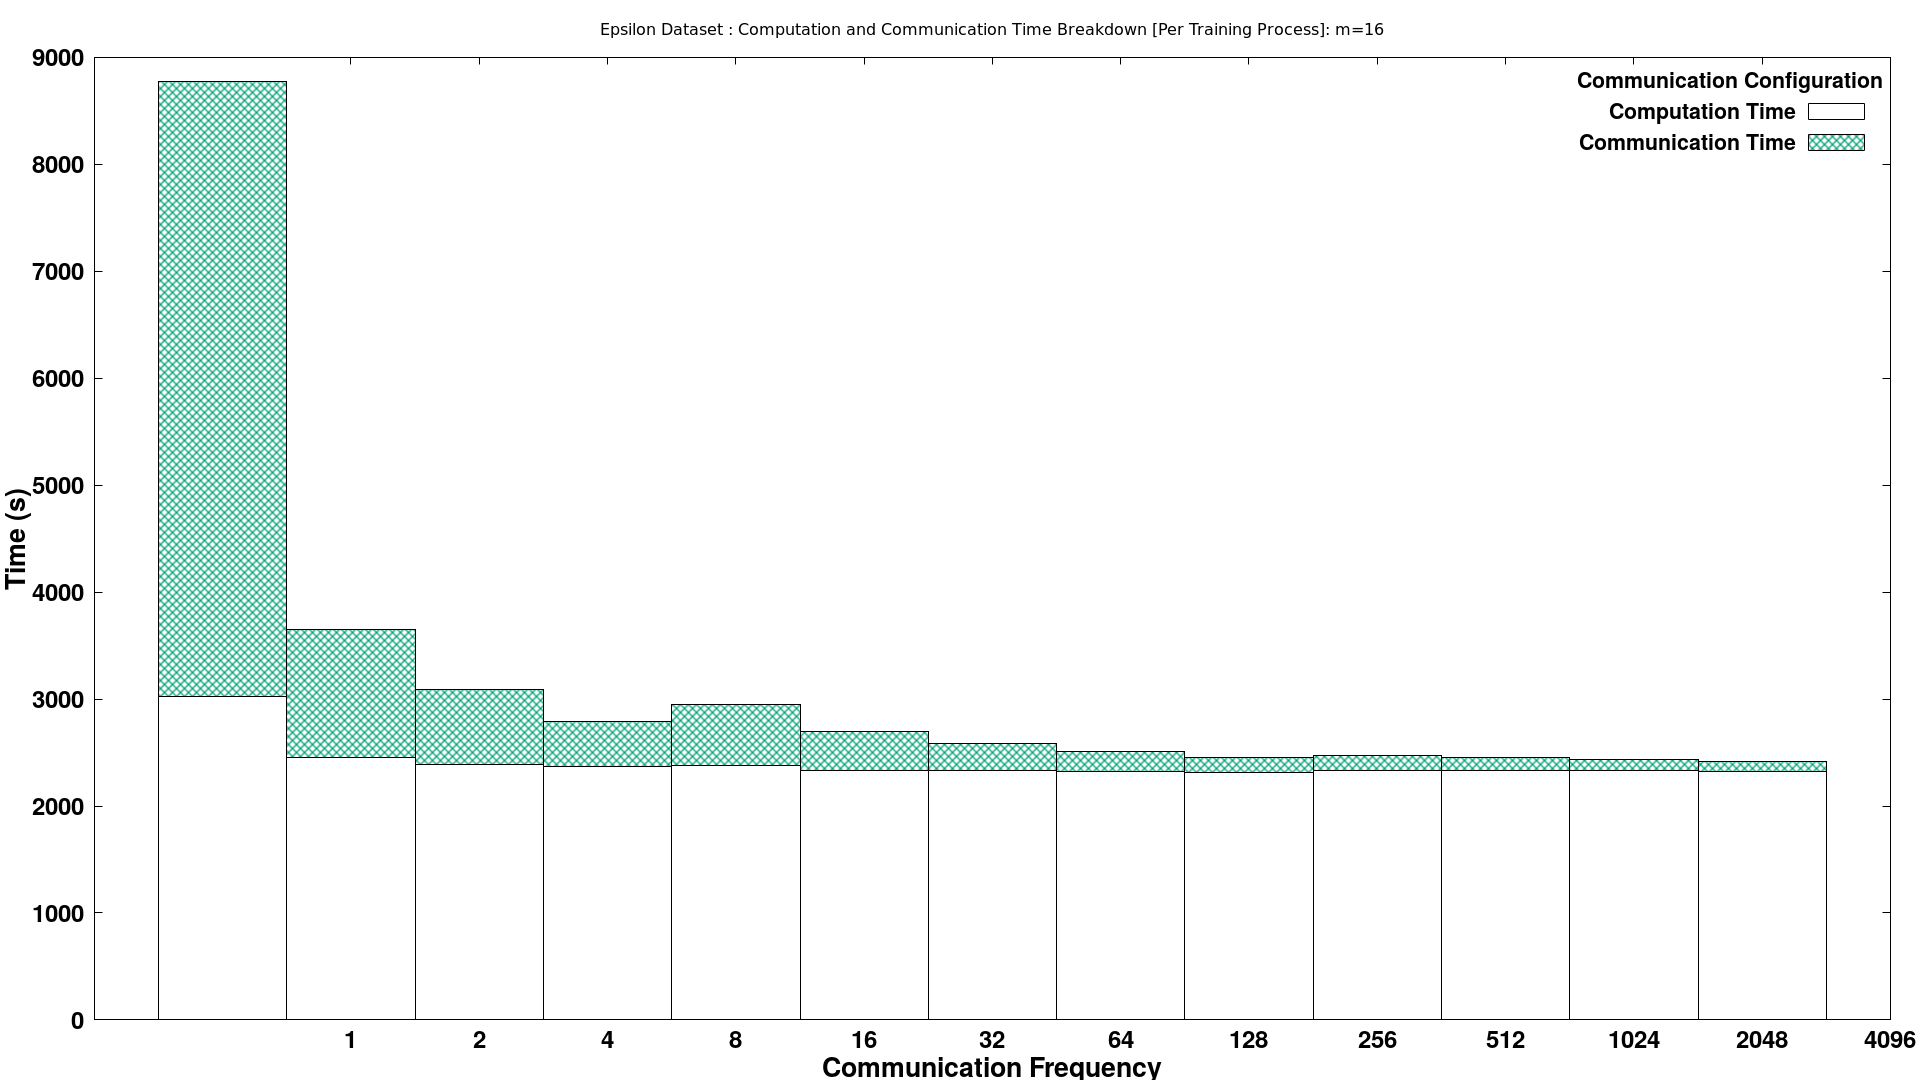 Epsilon Dataset : Computation and Communication Time Breakdown [Per Training Process]: m=16
Communication Configuration
Computation Time
Communication Time
9000
8000
7000
6000
5000
4000
3000
2000
1000
0
Time (s)
1 2 4 8 16 32 64 128 256 512 1024 2048 4096
Communication Frequency